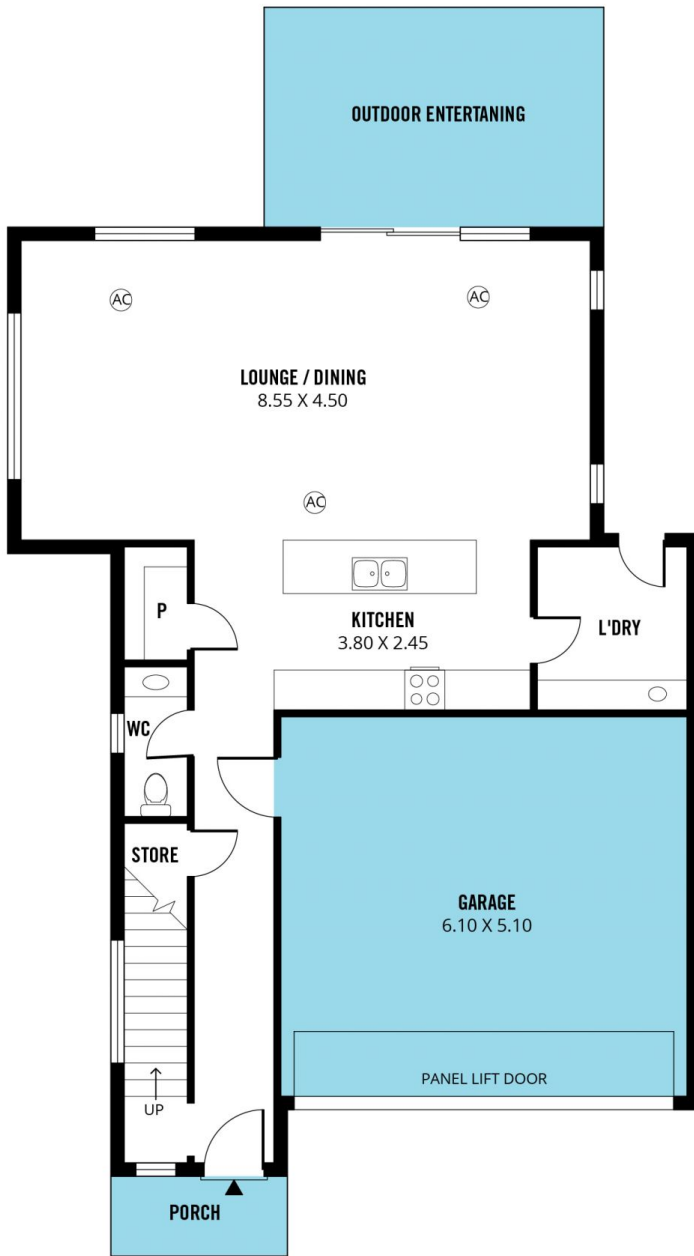 OUTDOOR ENTERTANING
AC
AC
LOUNGE / DINING
8.55 X 4.50
AC
P
KITCHEN
3.80 X 2.45
L'DRY
WC
STORE
GARAGE
6.10 X 5.10
PANEL LIFT DOOR
UP
PORCH